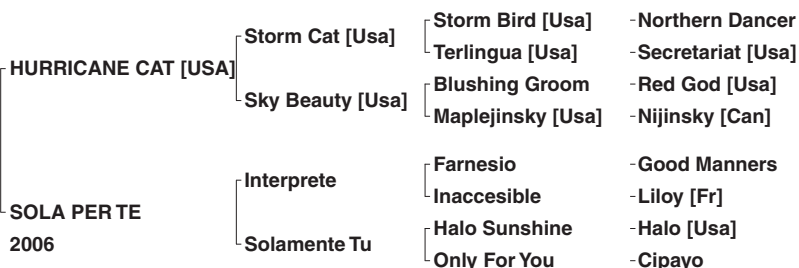 Storm Bird [Usa] -Northern Dancer
Storm Cat [Usa]
Terlingua [Usa] -Secretariat [Usa]
HURRICANE CAT [USA]
Blushing Groom -Red God [Usa]
Sky Beauty [Usa]
Maplejinsky [Usa] -Nijinsky [Can]
Farnesio -Good Manners
Interprete
Inaccesible -Liloy [Fr]
SOLA PER TE
Halo Sunshine -Halo [Usa]
2006
Solamente Tu
Only For You -Cipayo